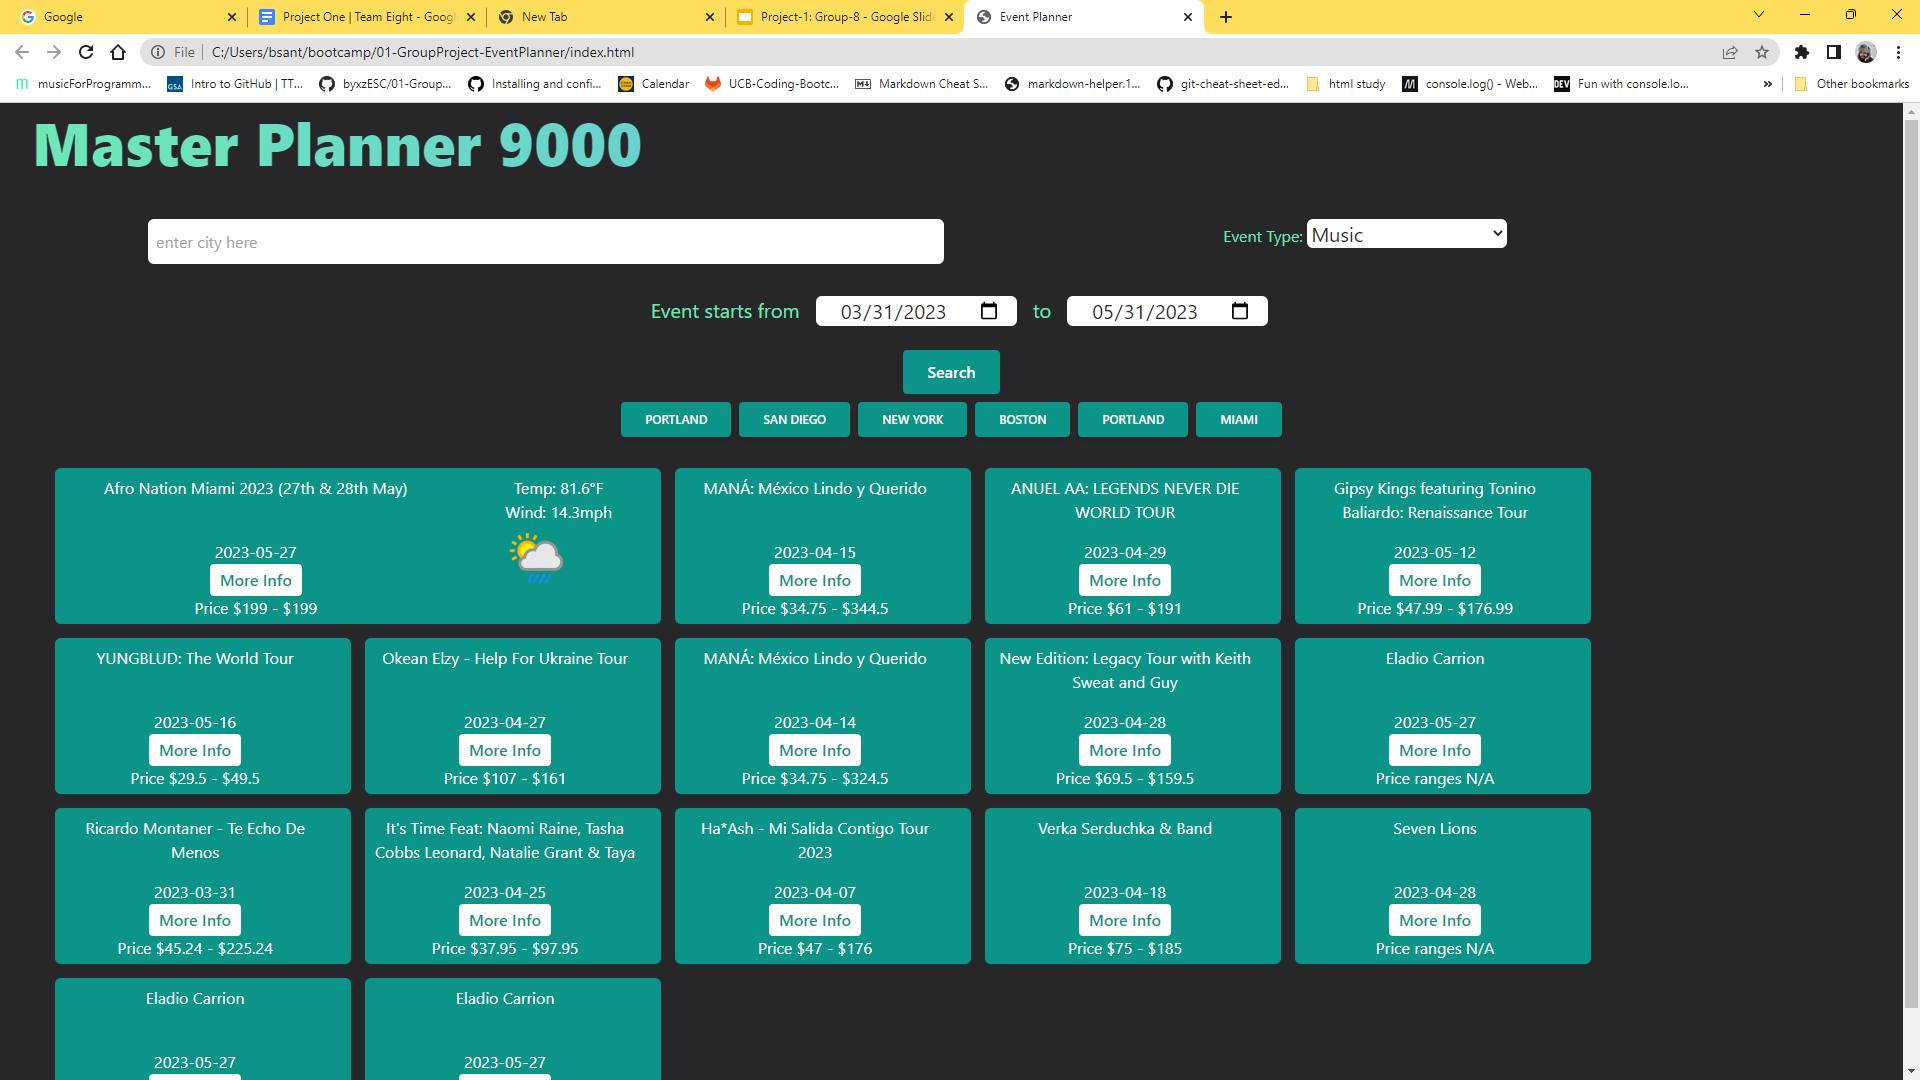 Google
Project One | Team Eight - Goog
New Tab
Project-1: Group-8 - Google Slide
Event Planner
File
C:/Users/bsant/bootcamp/01-GroupProject-EventPlanner/index.html
musicForProgramm...
GSA
Intro to GitHub | TT...
byxzESC/01-Group...
Installing and confi...
Calendar
UCB-Coding-Bootc...
Markdown Cheat S...
markdown-helper.1...
git-cheat-sheet-ed...
html study
console.log() - Web...
DEV
Fun with console.lo...
»
Other bookmarks
Master Planner 9000
enter city here
Event Type: Music
Event starts from 03/31/2023 to 05/31/2023
Search
PORTLAND
SAN DIEGO
NEW YORK
BOSTON
PORTLAND
MIAMI
Afro Nation Miami 2023 (27th & 28th May)
2023-05-27
More Info
Price $199 - $199
Temp: 81.6°F
Wind: 14.3mph
MANÁ: México Lindo y Querido
2023-04-15
More Info
Price $34.75 - $344.5
ANUEL AA: LEGENDS NEVER DIE
WORLD TOUR
2023-04-29
More Info
Price $61 - $191
Gipsy Kings featuring Tonino
Baliardo: Renaissance Tour
2023-05-12
More Info
Price $47.99 - $176.99
YUNGBLUD: The World Tour
2023-05-16
More Info
Price $29.5 - $49.5
Okean Elzy - Help For Ukraine Tour
2023-04-27
More Info
Price $107 - $161
MANÁ: México Lindo y Querido
2023-04-14
More Info
Price $34.75 - $324.5
New Edition: Legacy Tour with Keith
Sweat and Guy
2023-04-28
More Info
Price $69.5 - $159.5
Eladio Carrion
2023-05-27
More Info
Price ranges N/A
Ricardo Montaner - Te Echo De
Menos
2023-03-31
More Info
Price $45.24 - $225.24
It's Time Feat: Naomi Raine, Tasha
Cobbs Leonard, Natalie Grant & Taya
2023-04-25
More Info
Price $37.95 - $97.95
Ha*Ash - Mi Salida Contigo Tour
2023
2023-04-07
More Info
Price $47 - $176
Verka Serduchka & Band
2023-04-18
More Info
Price $75 - $185
Seven Lions
2023-04-28
More Info
Price ranges N/A
Eladio Carrion
2023-05-27
Eladio Carrion
2023-05-27